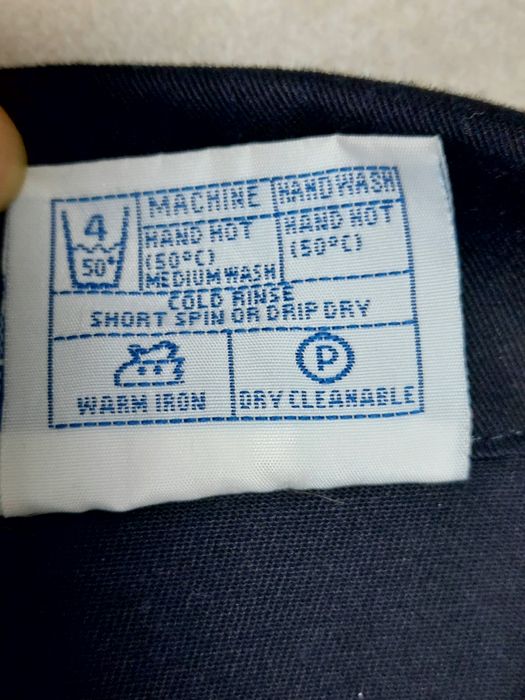 4
50°
MACHINE
HAND HOT
(50°C)
MEDIUM WASH
HAND WASH
HAND HOT
(50°C)
COLD RINSE
SHORT SPIN OR DRIP DRY
WARM IRON
P
DRY CLEANABLE